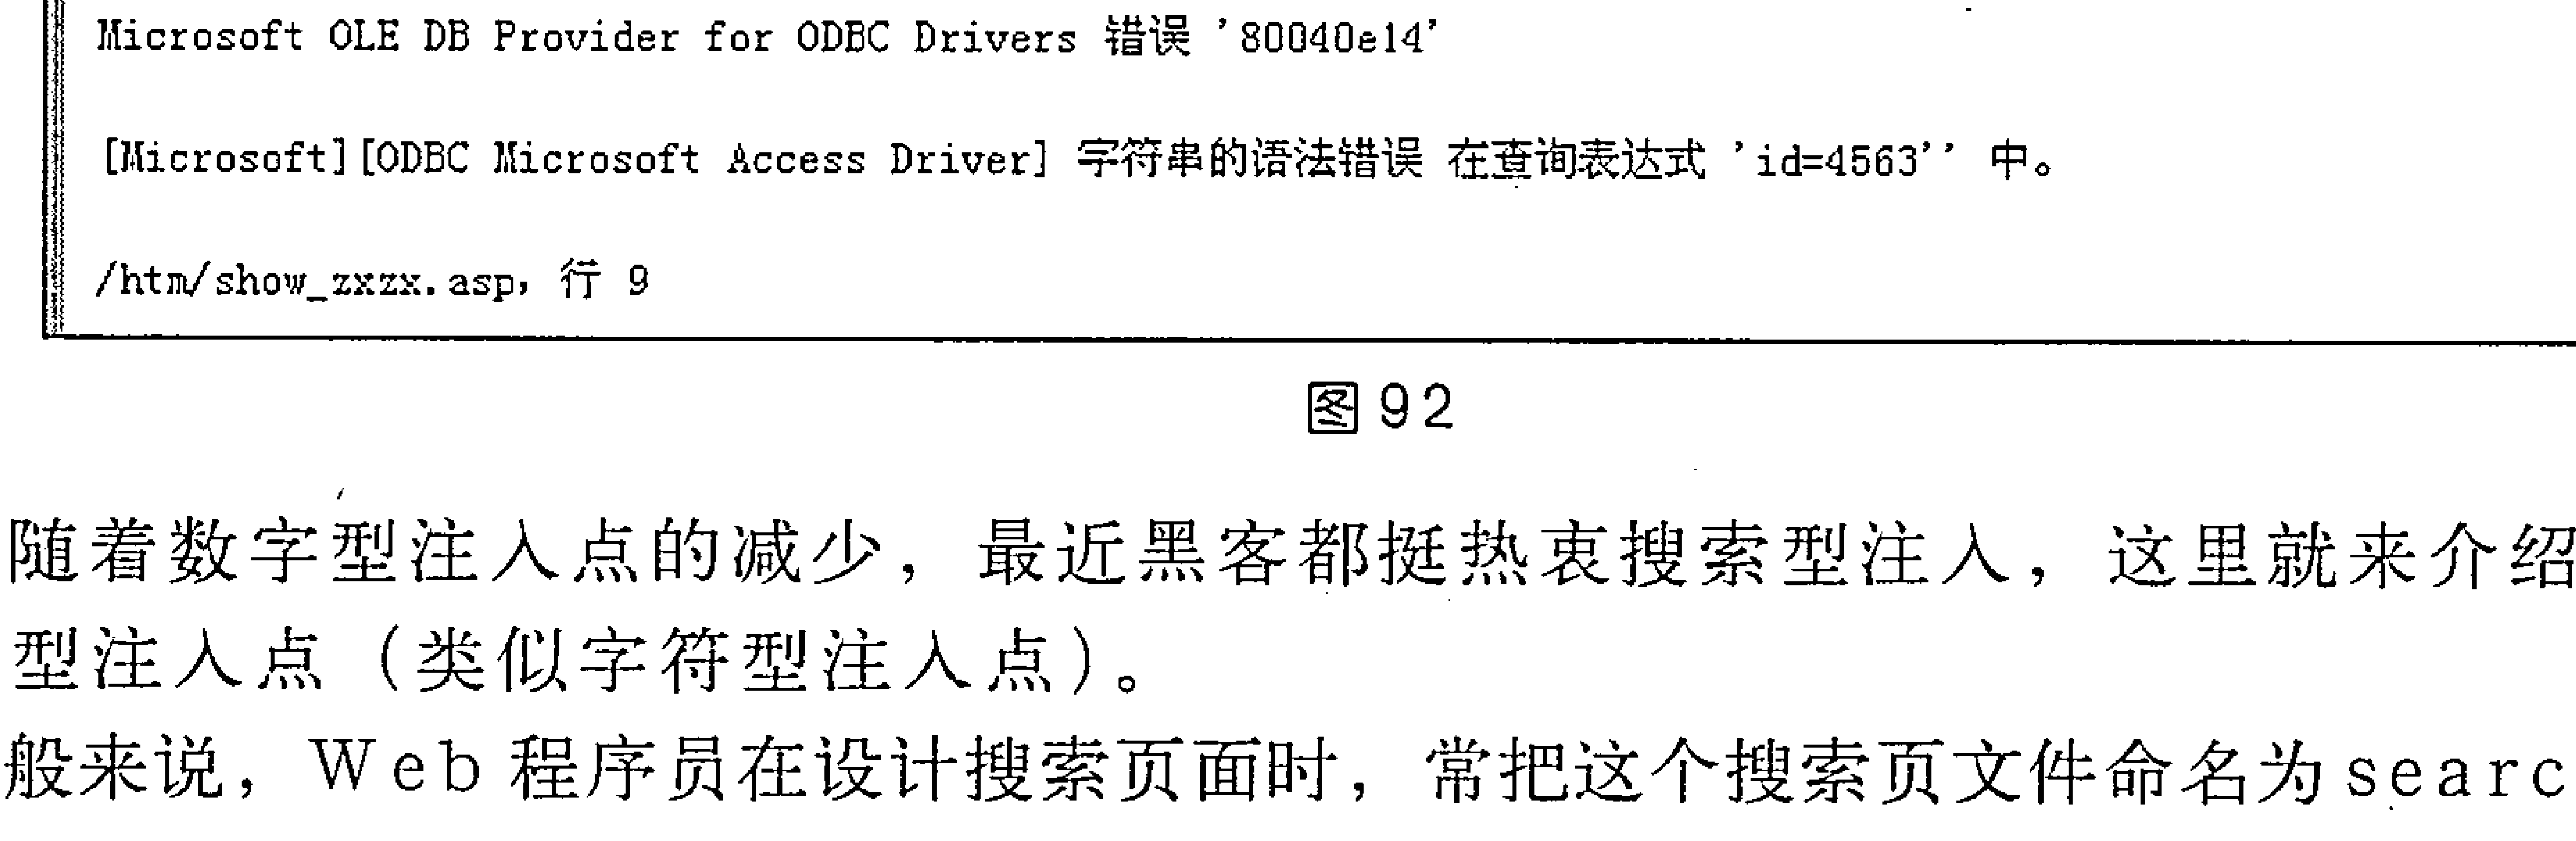 Microsoft OLE DB Provider for ODBC Drivers 错误 '80040e14'
[Microsoft][ODBC Microsoft Access Driver] 字符串的语法错误 在查询表达式 'id=4563'' 中。
/htm/show_zxzx.asp，行 9
图92
随着数字型注入点的减少，最近黑客都挺热衷搜索型注入，这里就来介绍
型注入点（类似字符型注入点）。
般来说，Web程序员在设计搜索页面时，常把这个搜索页文件命名为searc